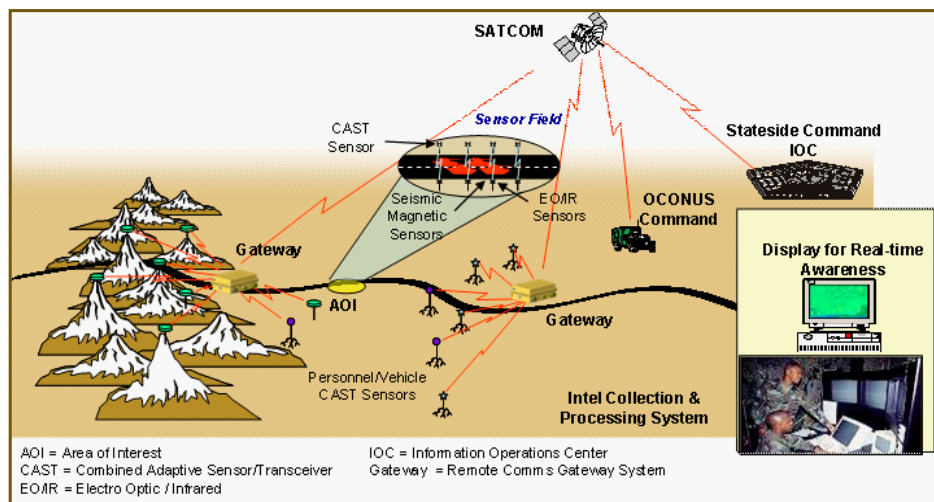 SATCOM
Sensor Field
CAST
Sensor
Stateside Command
IOC
Seismic
Magnetic
Sensors
EO/IR
Sensors
OCONUS
Command
Gateway
Display for Real-time
Awareness
AOI
Gateway
Personnel/Vehicle
CAST Sensors
Intel Collection &
Processing System
AOI = Area of Interest
IOC = Information Operations Center
CAST = Combined Adaptive Sensor/Transceiver
Gateway = Remote Comms Gateway System
EO/IR = Electro Optic / Infrared